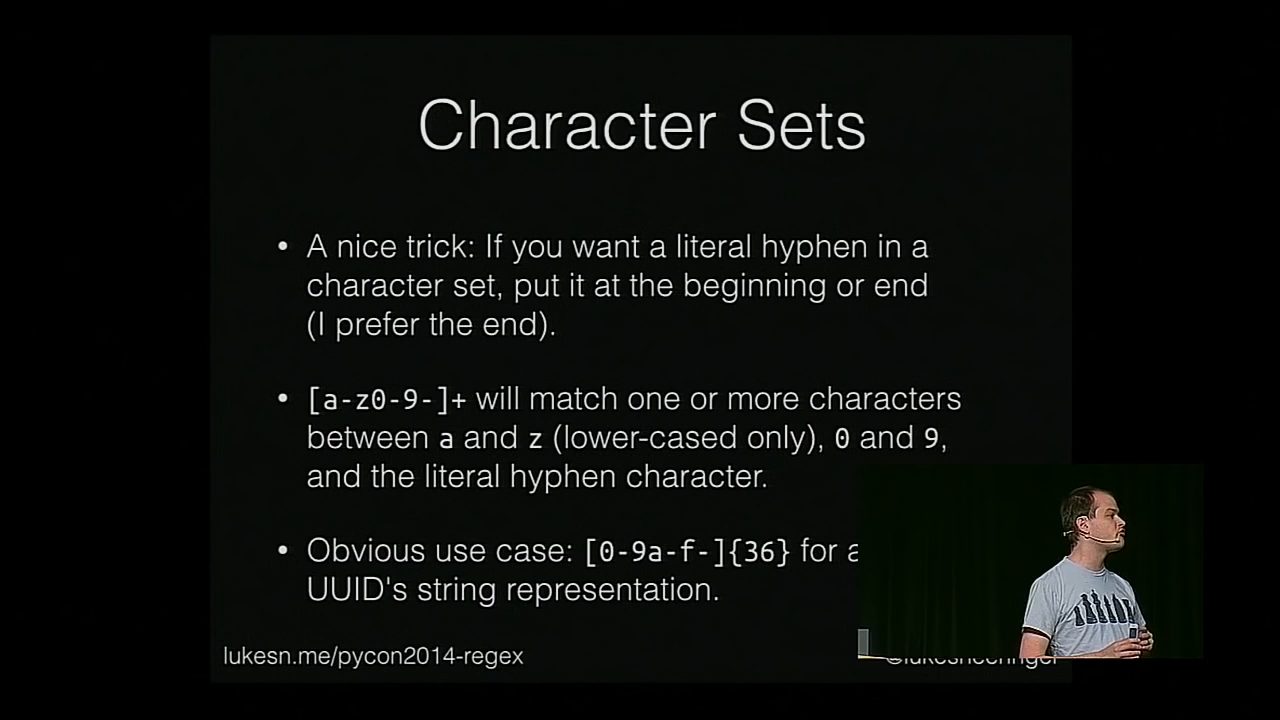 Character Sets
• A nice trick: If you want a literal hyphen in a
character set, put it at the beginning or end
(I prefer the end).
• [a-z0-9-]+ will match one or more characters
between a and z (lower-cased only), 0 and 9,
and the literal hyphen character.
• Obvious use case: [0-9a-f-]{36} for a
UUID's string representation.
lukesn.me/pycon2014-regex